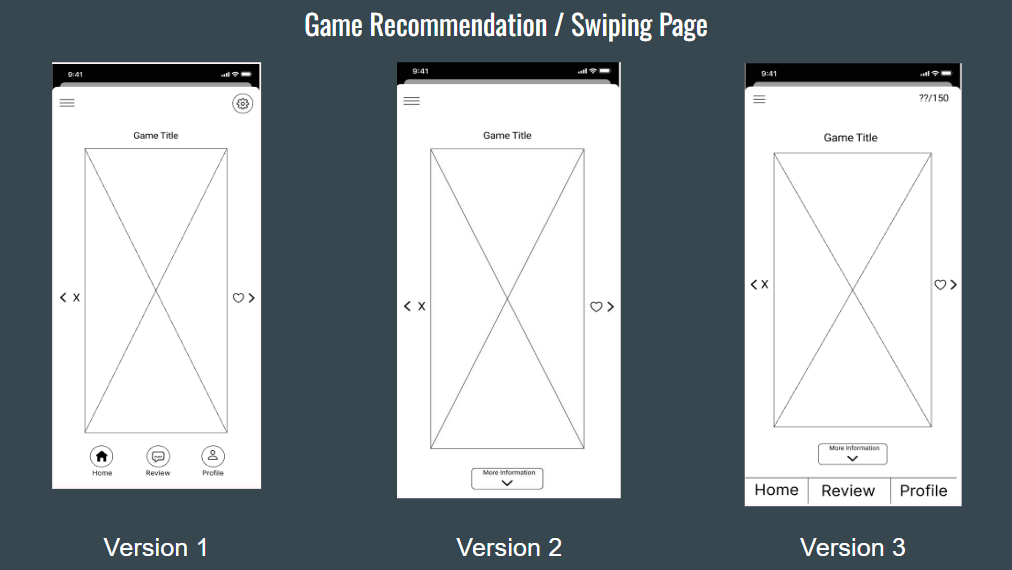 Game Recommendation / Swiping Page
9:41
Game Title
< X
>
Home Review Profile
Version 1
9:41
Game Title
< X
>
More Information
Version 2
9:41
??/150
Game Title
< X
>
More Information
Home Review Profile
Version 3